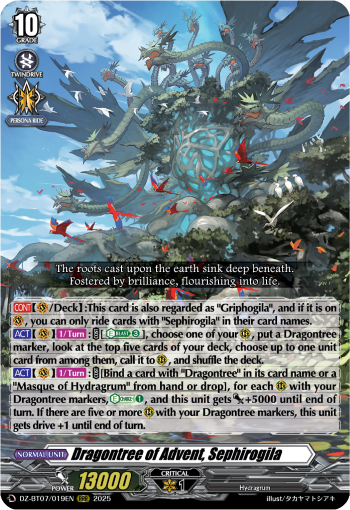 10
GRADE
TWINDRIVE
PERSONA RIDE
The roots cast upon the earth sink deep beneath.
Fostered by brilliance, flourishing into life.
CONT /Deck]:This card is also regarded as "Griphogila", and if it is on
, you can only ride cards with "Sephirogila" in their card names.
ACT [ ] 1/Turn : [ ], choose one of your , put a Dragontree
marker, look at the top five cards of your deck, choose up to one unit
card from among them, call it to , and shuffle the deck.
ACT [ ] 1/Turn : [Bind a card with "Dragontree" in its card name or a
"Masque of Hydragrum" from hand or drop], for each with your
Dragontree markers, , and this unit gets +5000 until end of
turn. If there are five or more with your Dragontree markers, this unit
gets drive +1 until end of turn.
NORMAL UNIT
Dragontree of Advent, Sephirogila
POWER 13000 CRITICAL 1
Hydragrum
D DZ-BT07/019EN RRR 2025 illust/タカヤマトシアキ